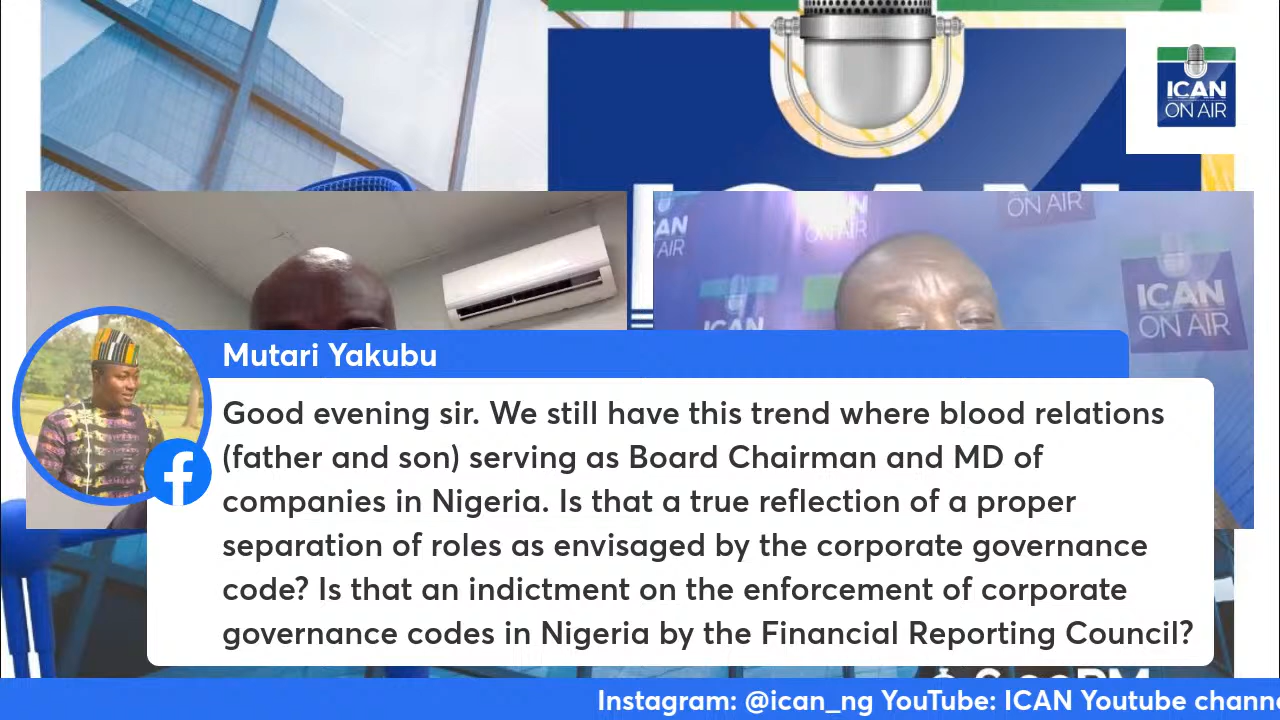 ICAN
ON AIR
ON AIR
ICAN
ON AIR
Mutari Yakubu
Good evening sir. We still have this trend where blood relations
(father and son) serving as Board Chairman and MD of
companies in Nigeria. Is that a true reflection of a proper
separation of roles as envisaged by the corporate governance
code? Is that an indictment on the enforcement of corporate
governance codes in Nigeria by the Financial Reporting Council?
Instagram: @ican_ng YouTube: ICAN Youtube channe